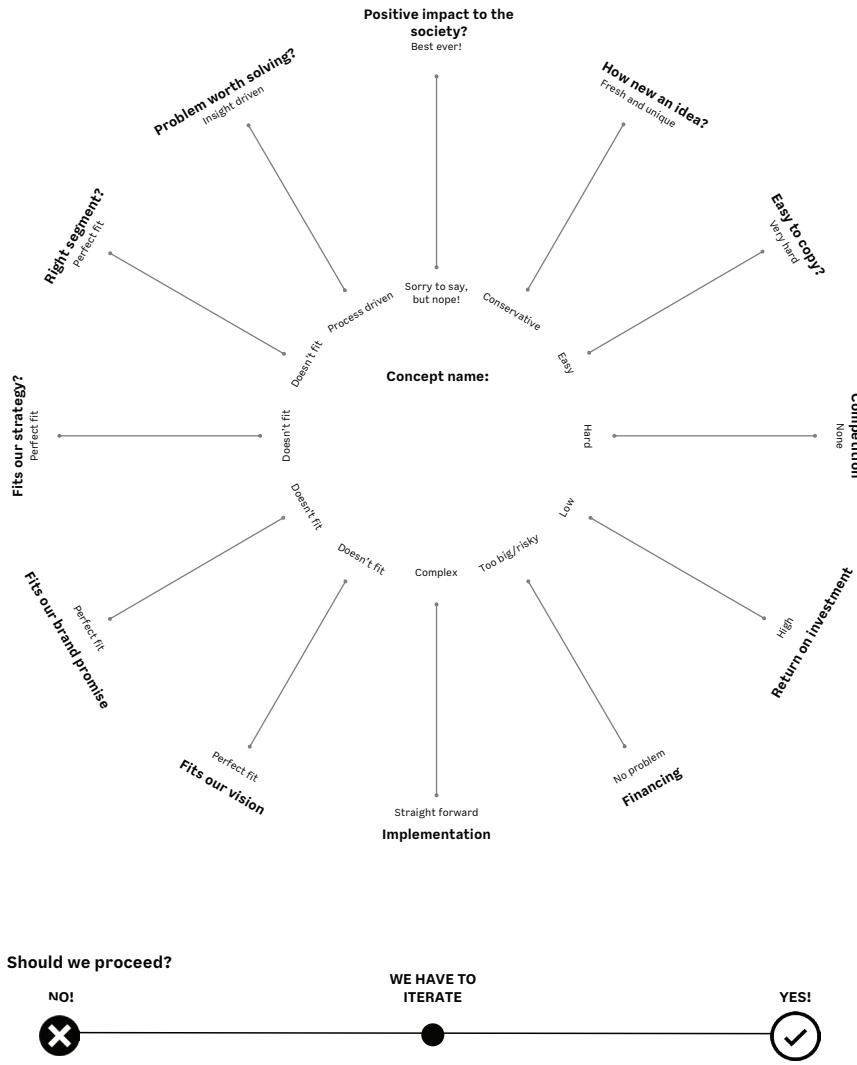 Positive impact to the
society?
Best ever!
Sorry to say,
but nope!
How new an idea?
Fresh and unique
Conservative
Easy to copy?
Very hard
Easy
Competition
None
Hard
Return on investment
High
Low
Financing
No problem
Too big/risky
Implementation
Straight forward
Complex
Fits our vision
Perfect fit
Doesn't fit
Fits our brand promise
Perfect fit
Doesn't fit
Fits our strategy?
Perfect fit
Doesn't fit
Right segment?
Perfect fit
Doesn't fit
Problem worth solving?
Insight driven
Process driven
Concept name:
Should we proceed?
NO!
WE HAVE TO
ITERATE
YES!